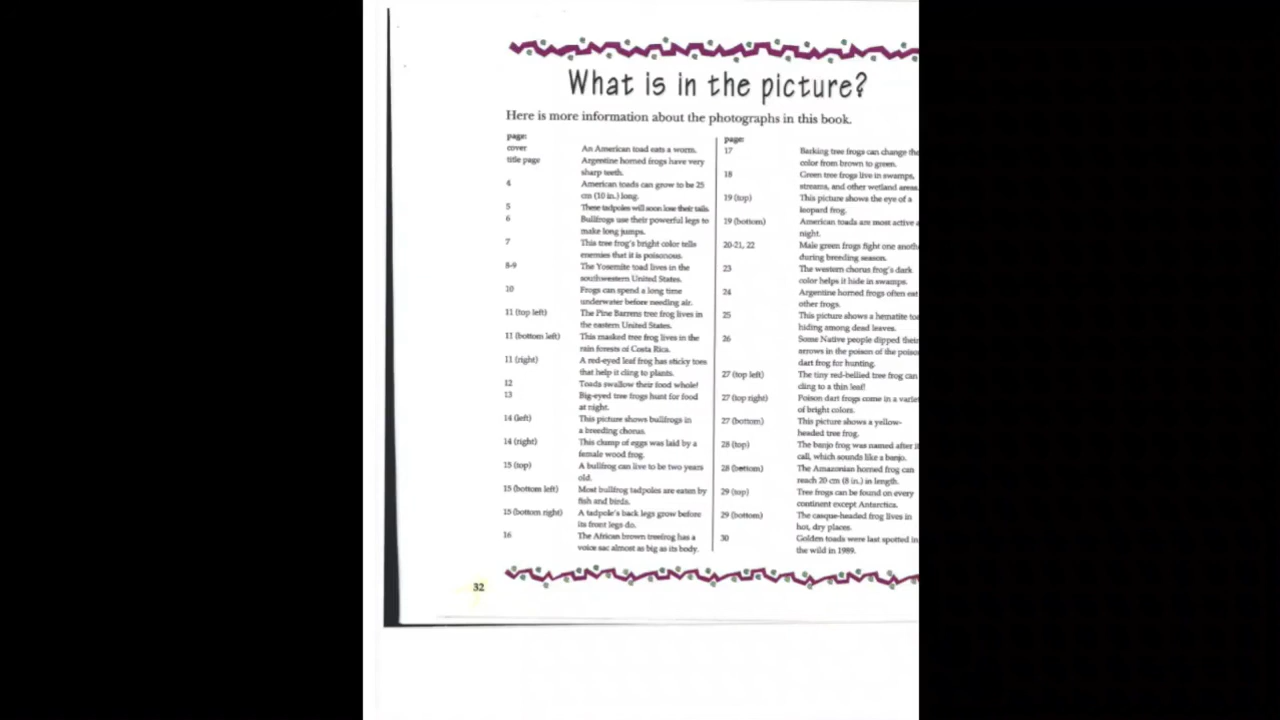 What is in the picture?
Here is more information about the photographs in this book.
page:
cover An American toad eats a worm.
title page Argentine horned frogs have very
sharp teeth.
4 American toads can grow to be 25
cm (10 in.) long.
5 These tadpoles will soon lose their tails.
6 Bullfrogs use their powerful legs to
make long jumps.
7 This tree frog's bright color tells
enemies that it is poisonous.
8-9 The Yosemite toad lives in the
southwestern United States.
10 Frogs can spend a long time
underwater before needing air.
11 (top left) The Pine Barrens tree frog lives in
the eastern United States.
11 (bottom left) This masked tree frog lives in the
rain forests of Costa Rica.
11 (right) A red-eyed leaf frog has sticky toes
that help it cling to plants.
12 Toads swallow their food whole!
13 Big-eyed tree frogs hunt for food
at night.
14 (left) This picture shows bullfrogs in
a breeding chorus.
14 (right) This clump of eggs was laid by a
female wood frog.
15 (top) A bullfrog can live to be two years
old.
15 (bottom left) Most bullfrog tadpoles are eaten by
fish and birds.
15 (bottom right) A tadpole's back legs grow before
its front legs do.
16 The African brown treefrog has a
voice sac almost as big as its body.
page:
17 Barking tree frogs can change the
color from brown to green.
18 Green tree frogs live in swamps,
streams, and other wetland areas.
19 (top) This picture shows the eye of a
leopard frog.
19 (bottom) American toads are most active a
night.
20-21, 22 Male green frogs fight one anoth
during breeding season.
23 The western chorus frog's dark
color helps it hide in swamps.
24 Argentine horned frogs often eat
other frogs.
25 This picture shows a hematite to
hiding among dead leaves.
26 Some Native people dipped their
arrows in the poison of the poiso
dart frog for hunting.
27 (top left) The tiny red-bellied tree frog can
cling to a thin leaf!
27 (top right) Poison dart frogs come in a varie
of bright colors.
27 (bottom) This picture shows a yellow-
headed tree frog.
28 (top) The banjo frog was named after i
call, which sounds like a banjo.
28 (bottom) The Amazonian horned frog can
reach 20 cm (8 in.) in length.
29 (top) Tree frogs can be found on every
continent except Antarctica.
29 (bottom) The casque-headed frog lives in
hot, dry places.
30 Golden toads were last spotted in
the wild in 1989.
32